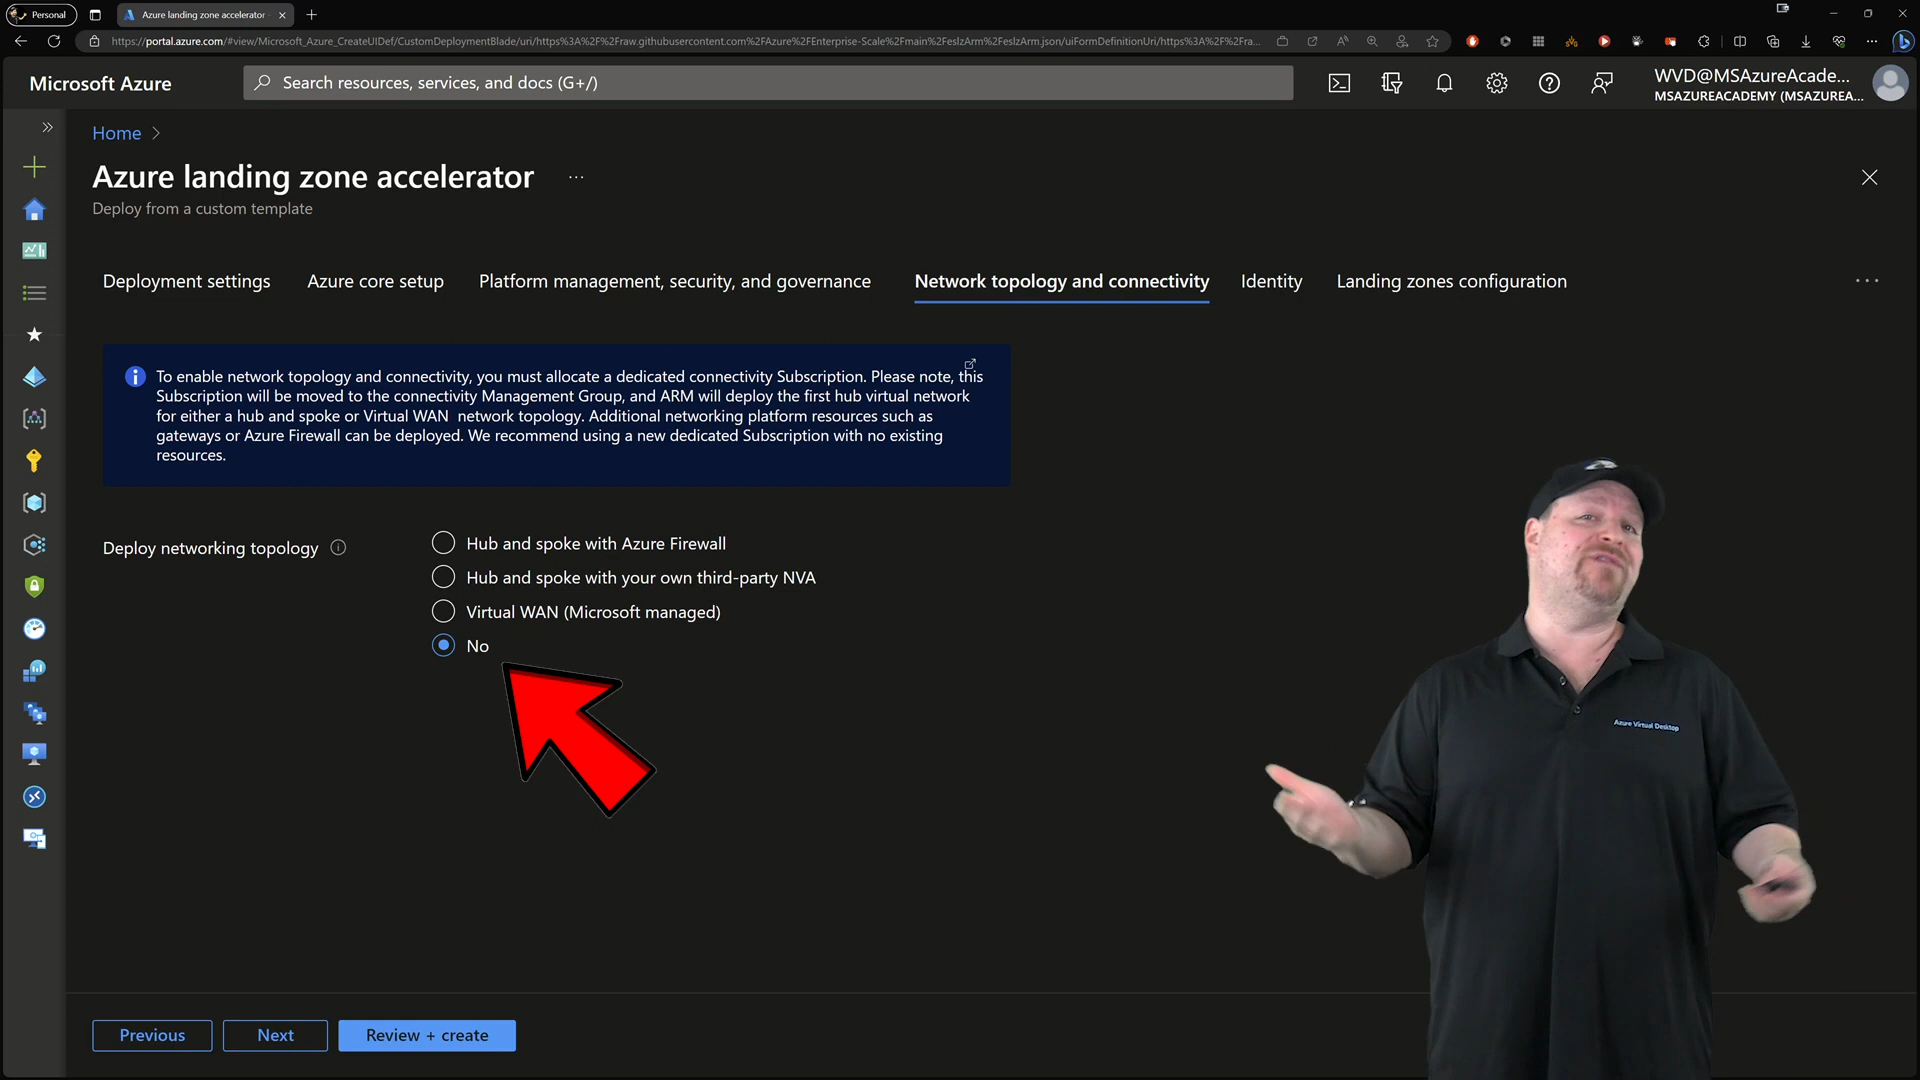 Personal
Azure landing zone accelerator
https://portal.azure.com/#view/Microsoft_Azure_CreateUIDef/CustomDeploymentBlade/uri/https%3A%2F%2Fraw.githubusercontent.com%2FAzure%2FEnterprise-Scale%2Fmain%2FeslzArm%2FeslzArm.json/uiFormDefinitionUri/https%3A%2F%2Fra...
Microsoft Azure
Search resources, services, and docs (G+/)
WVD@MSAzureAcade...
MSAZUREACADEMY (MSAZUREA...
Home
Azure landing zone accelerator
Deploy from a custom template
Deployment settings Azure core setup Platform management, security, and governance Network topology and connectivity Identity Landing zones configuration
To enable network topology and connectivity, you must allocate a dedicated connectivity Subscription. Please note, this
Subscription will be moved to the connectivity Management Group, and ARM will deploy the first hub virtual network
for either a hub and spoke or Virtual WAN network topology. Additional networking platform resources such as
gateways or Azure Firewall can be deployed. We recommend using a new dedicated Subscription with no existing
resources.
Deploy networking topology
Hub and spoke with Azure Firewall
Hub and spoke with your own third-party NVA
Virtual WAN (Microsoft managed)
No
Azure Virtual Desktop
Previous Next Review + create